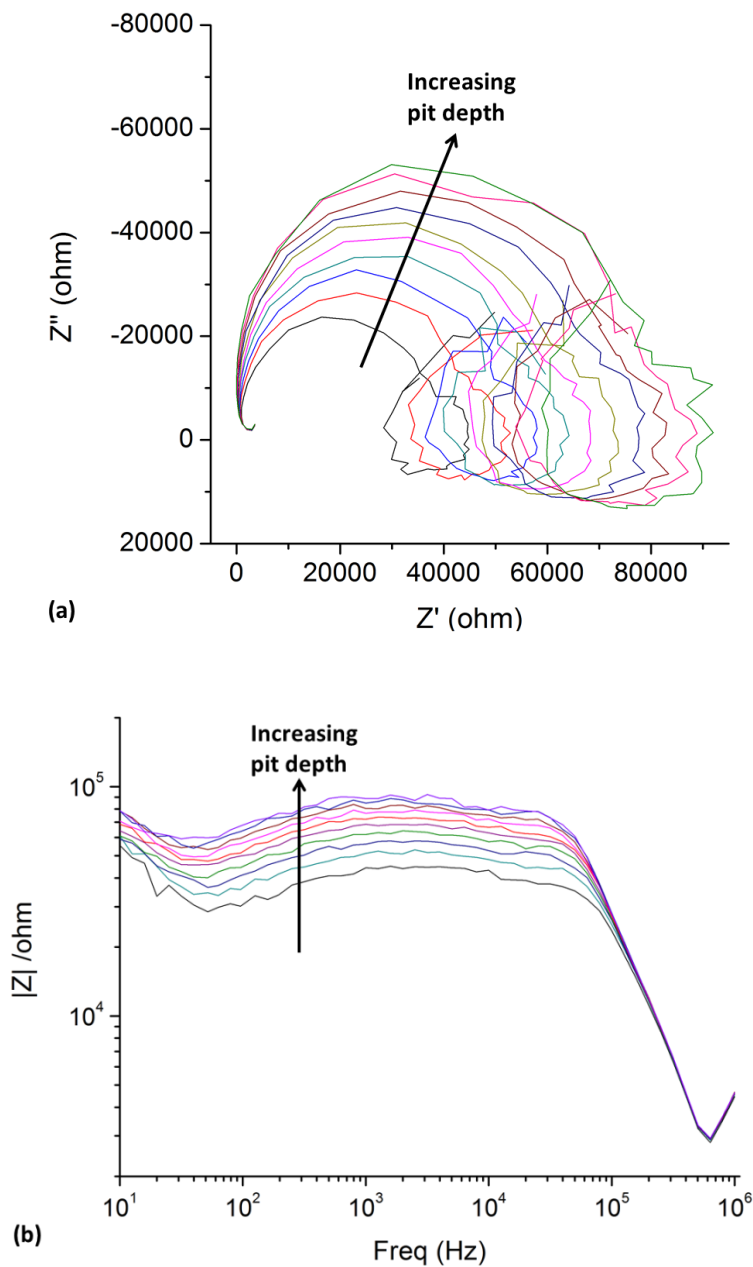 -80000
Increasing
pit depth
-60000
-40000
-20000
0
20000
Z" (ohm)
0 20000 40000 60000 80000
(a)
Z' (ohm)
Increasing
pit depth
10^5
10^4
|Z| /ohm
10^1 10^2 10^3 10^4 10^5 10^6
(b)
Freq (Hz)